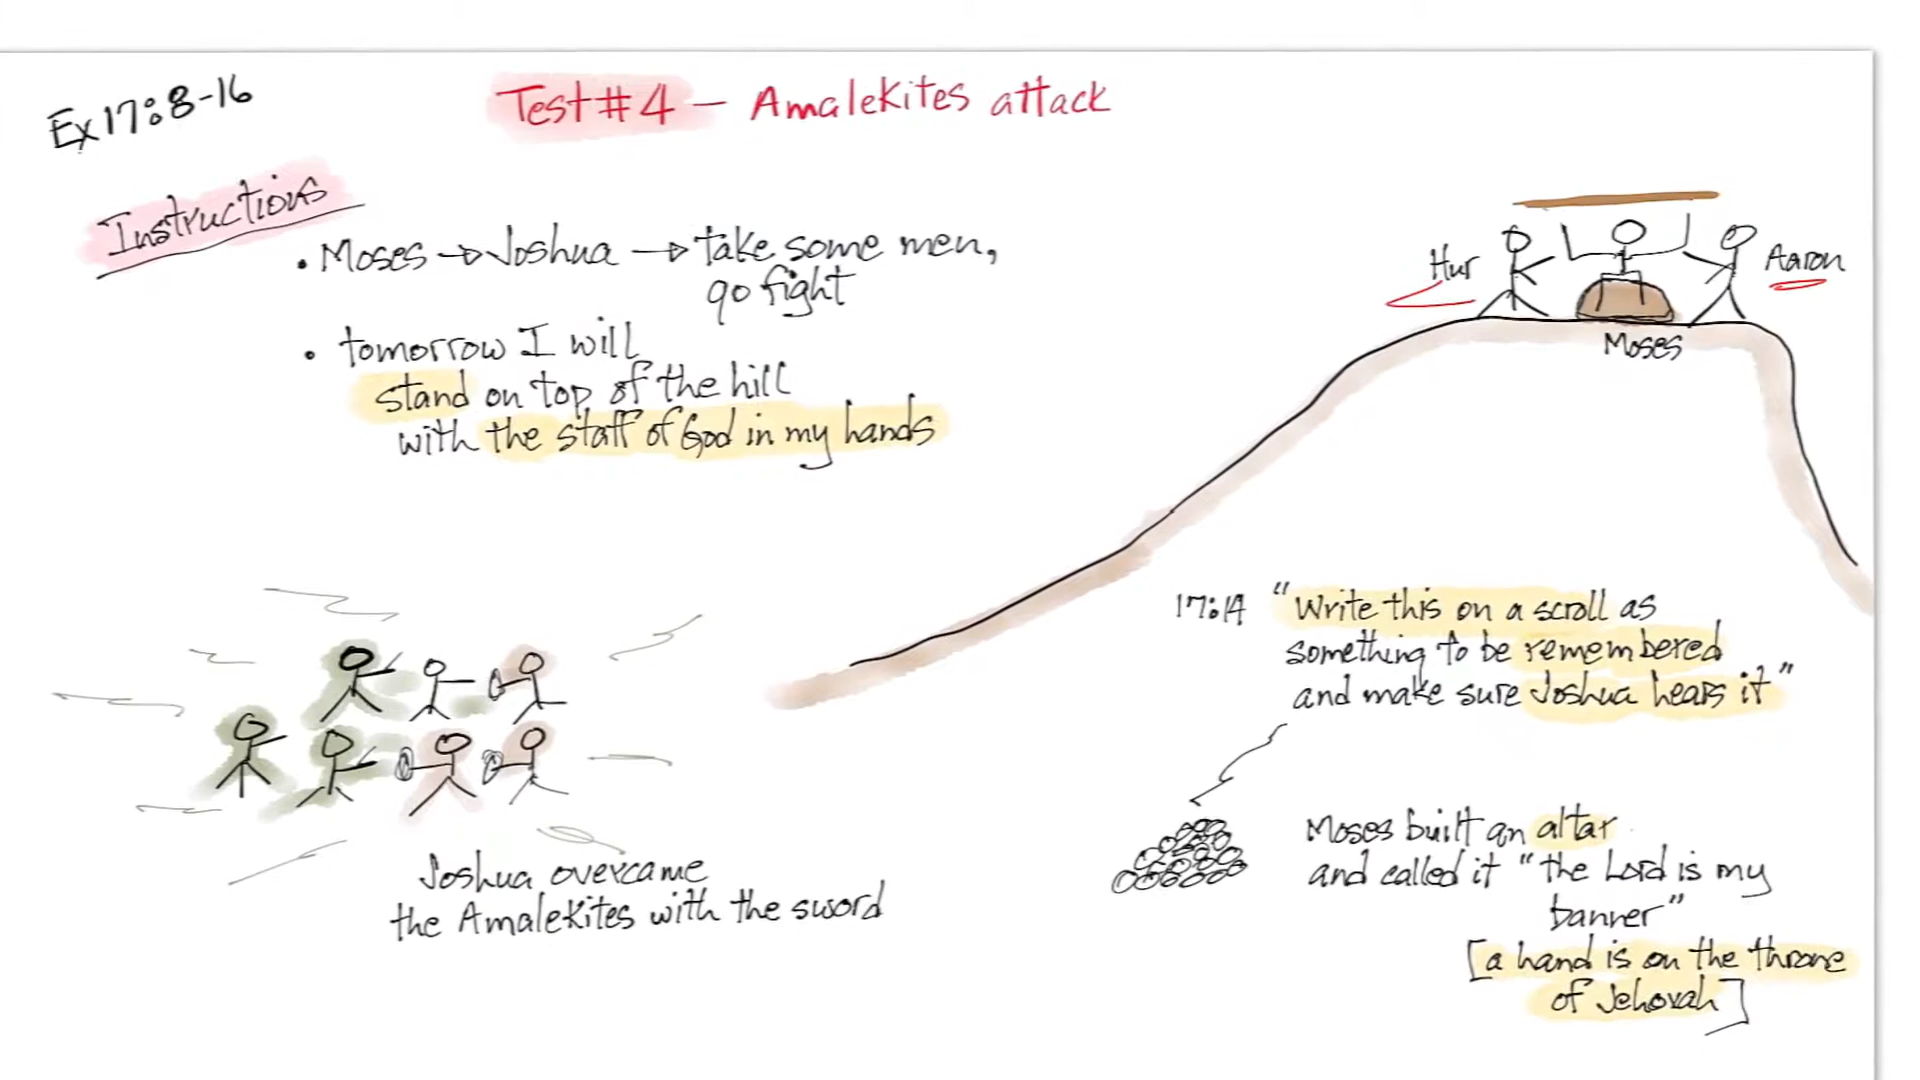 Ex 17:8-16
Test #4 - Amalekites attack
Instructions
• Moses → Joshua → take some men,
go fight
• tomorrow I will
stand on top of the hill
with the staff of God in my hands
Hur
Aaron
Moses
17:14 "Write this on a scroll as
something to be remembered
and make sure Joshua hears it"
Joshua overcame
the Amalekites with the sword
Moses built an altar
and called it "the Lord is my
banner"
[a hand is on the throne
of Jehovah]